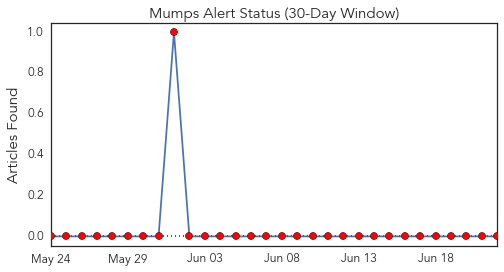 Mumps Alert Status (30-Day Window)
Articles Found
1.0
0.8
0.6
0.4
0.2
0.0
May 24 May 29 Jun 03 Jun 08 Jun 13 Jun 18